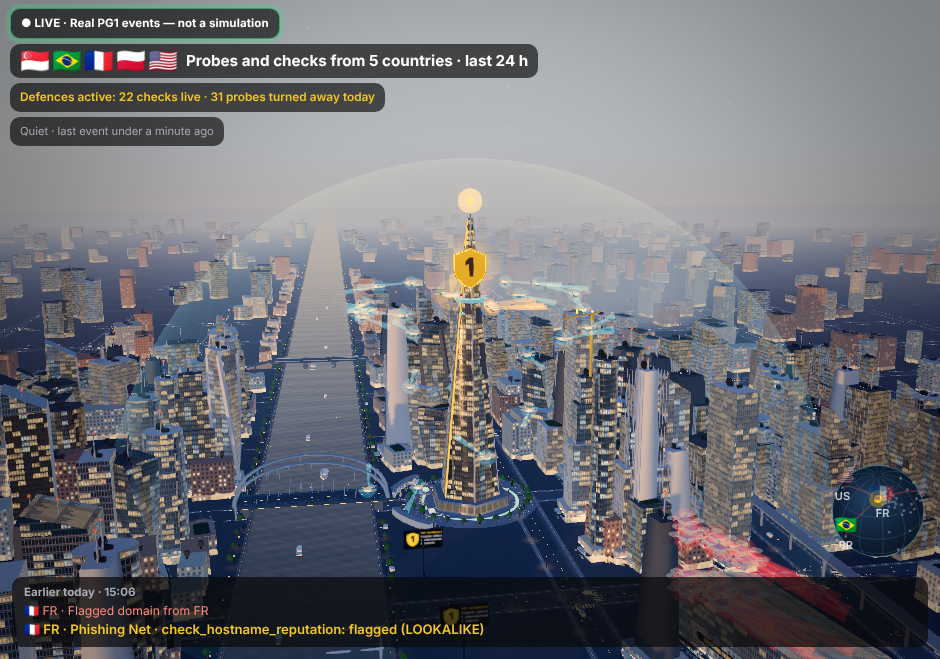 LIVE · Real PG1 events — not a simulation
Probes and checks from 5 countries · last 24 h
Defences active: 22 checks live · 31 probes turned away today
Quiet · last event under a minute ago
1
US
FR
BR
1
Earlier today · 15:06
FR · Flagged domain from FR
1
FR · Phishing Net · check_hostname_reputation: flagged (LOOKALIKE)